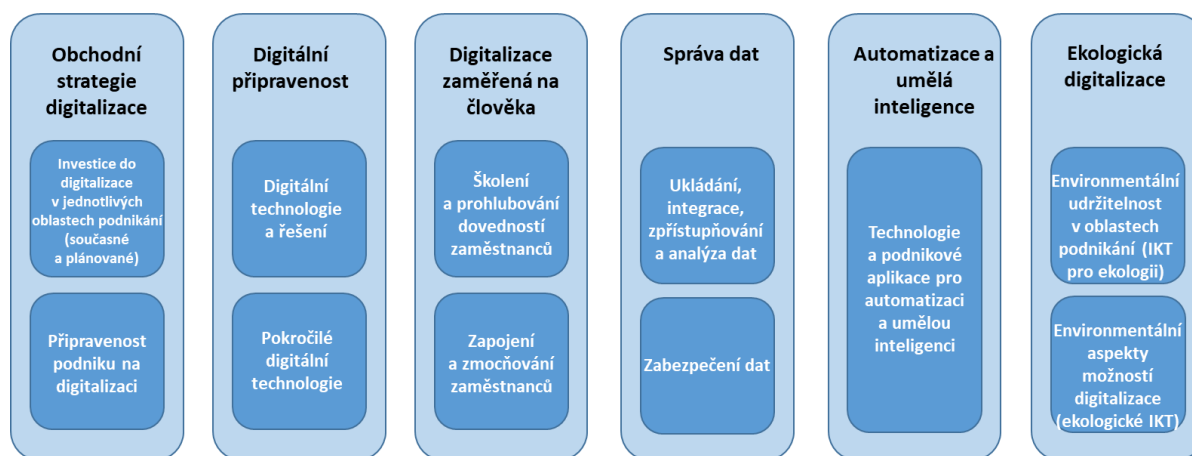 Obchodní
strategie
digitalizace
Investice do
digitalizace
v jednotlivých
oblastech podnikání
(současné
a plánované)
Připravenost
podniku na
digitalizaci
Digitální
připravenost
Digitální
technologie
a řešení
Pokročilé
digitální
technologie
Digitalizace
zaměřená na
člověka
Školení
a prohlubování
dovedností
zaměstnanců
Zapojení
a zmocňování
zaměstnanců
Správa dat
Ukládání,
integrace,
zpřístupňování
a analýza dat
Zabezpečení dat
Automatizace a
umělá
inteligence
Technologie
a podnikové
aplikace pro
automatizaci
a umělou
inteligenci
Ekologická
digitalizace
Environmentální
udržitelnost
v oblastech
podnikání (IKT
pro ekologii)
Environmentální
aspekty
možností
digitalizace
(ekologické IKT)